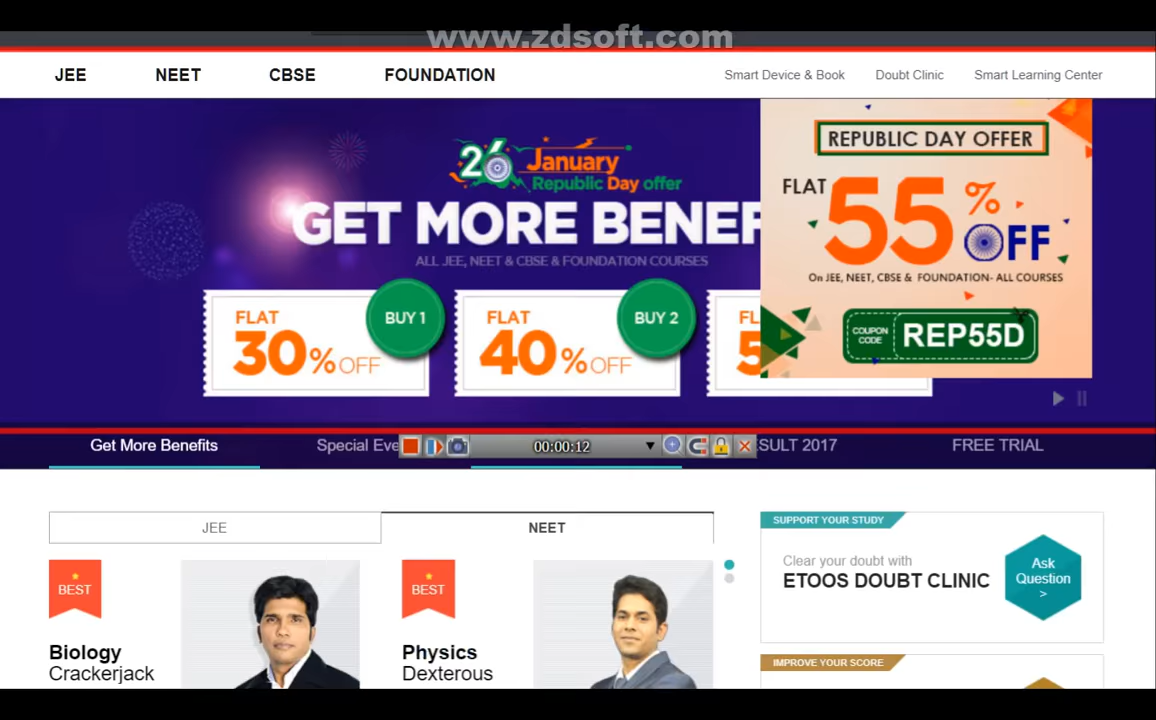 www.zdsoft.com
JEE NEET CBSE FOUNDATION Smart Device & Book Doubt Clinic Smart Learning Center
26 January
Republic Day offer
GET MORE BENEF
ALL JEE, NEET & CBSE & FOUNDATION COURSES
FLAT
30%OFF
BUY 1
FLAT
40%OFF
BUY 2
FL
5
REPUBLIC DAY OFFER
FLAT 55% OFF
On JEE, NEET, CBSE & FOUNDATION- ALL COURSES
COUPON CODE REP55D
Get More Benefits Special Eve 00:00:12 SULT 2017 FREE TRIAL
JEE NEET
BEST
Biology
Crackerjack
BEST
Physics
Dexterous
SUPPORT YOUR STUDY
Clear your doubt with
ETOOS DOUBT CLINIC
Ask
Question
>
IMPROVE YOUR SCORE